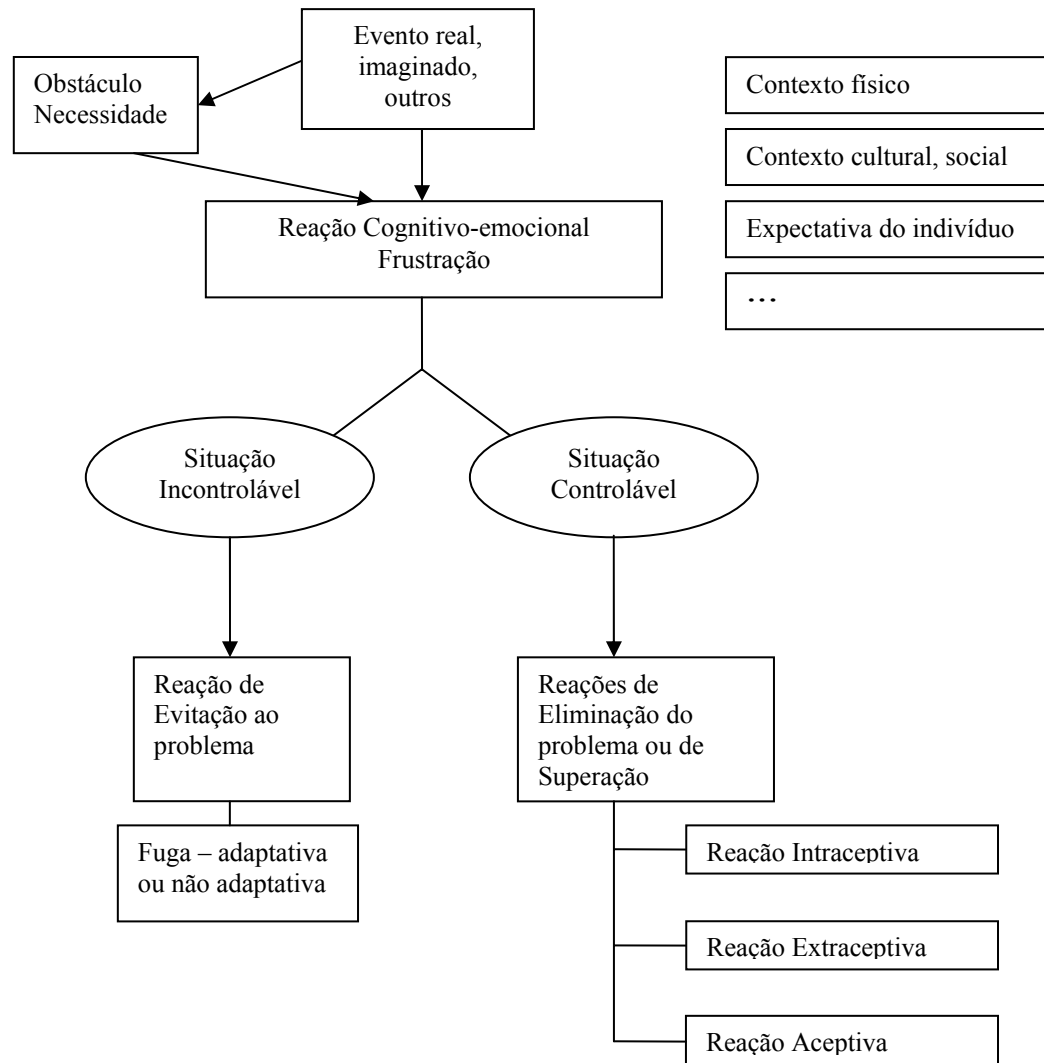 Evento real,
imaginado,
outros
Obstáculo
Necessidade
Contexto físico
Contexto cultural, social
Expectativa do indivíduo
…
Reação Cognitivo-emocional
Frustração
Situação
Incontrolável
Situação
Controlável
Reação de
Evitação ao
problema
Reações de
Eliminação do
problema ou de
Superação
Fuga – adaptativa
ou não adaptativa
Reação Intraceptiva
Reação Extraceptiva
Reação Aceptiva